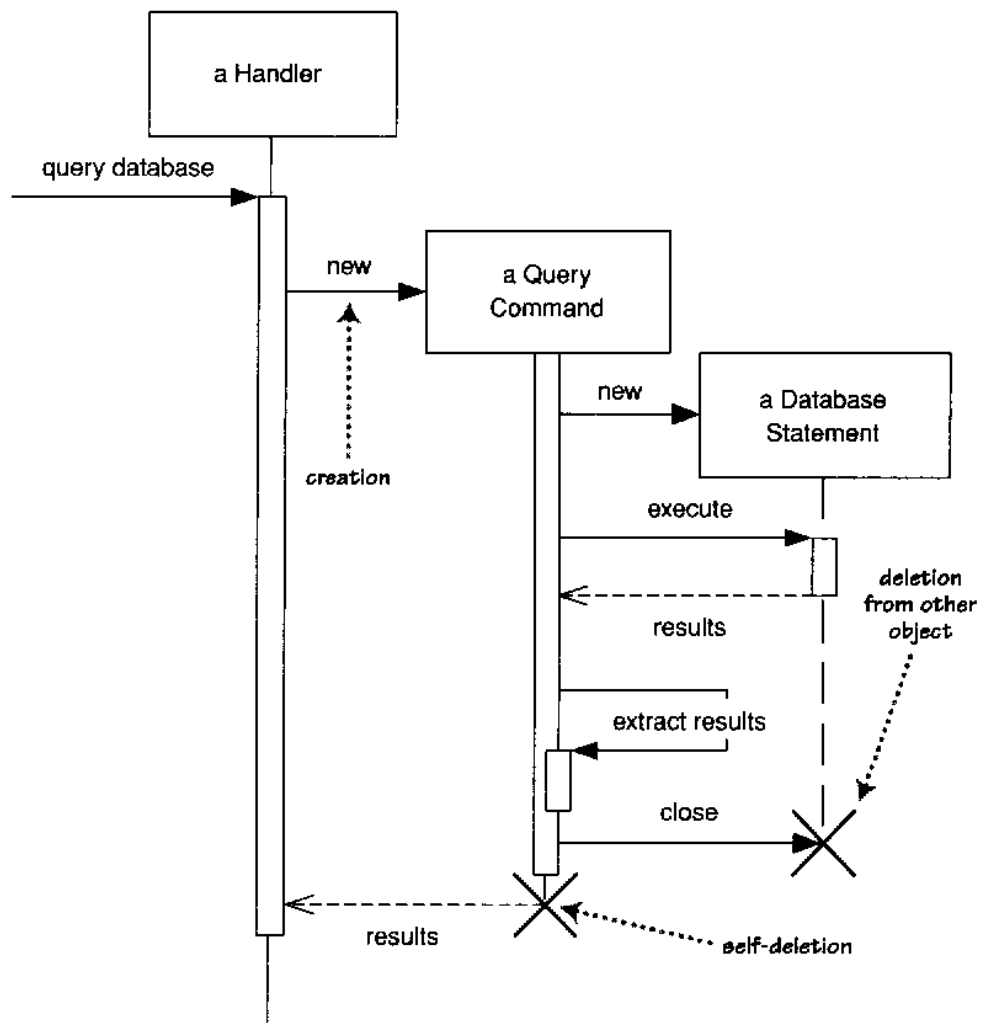 a Handler
query database
new
a Query
Command
new
a Database
Statement
creation
execute
deletion
from other
object
results
extract results
close
results
self-deletion